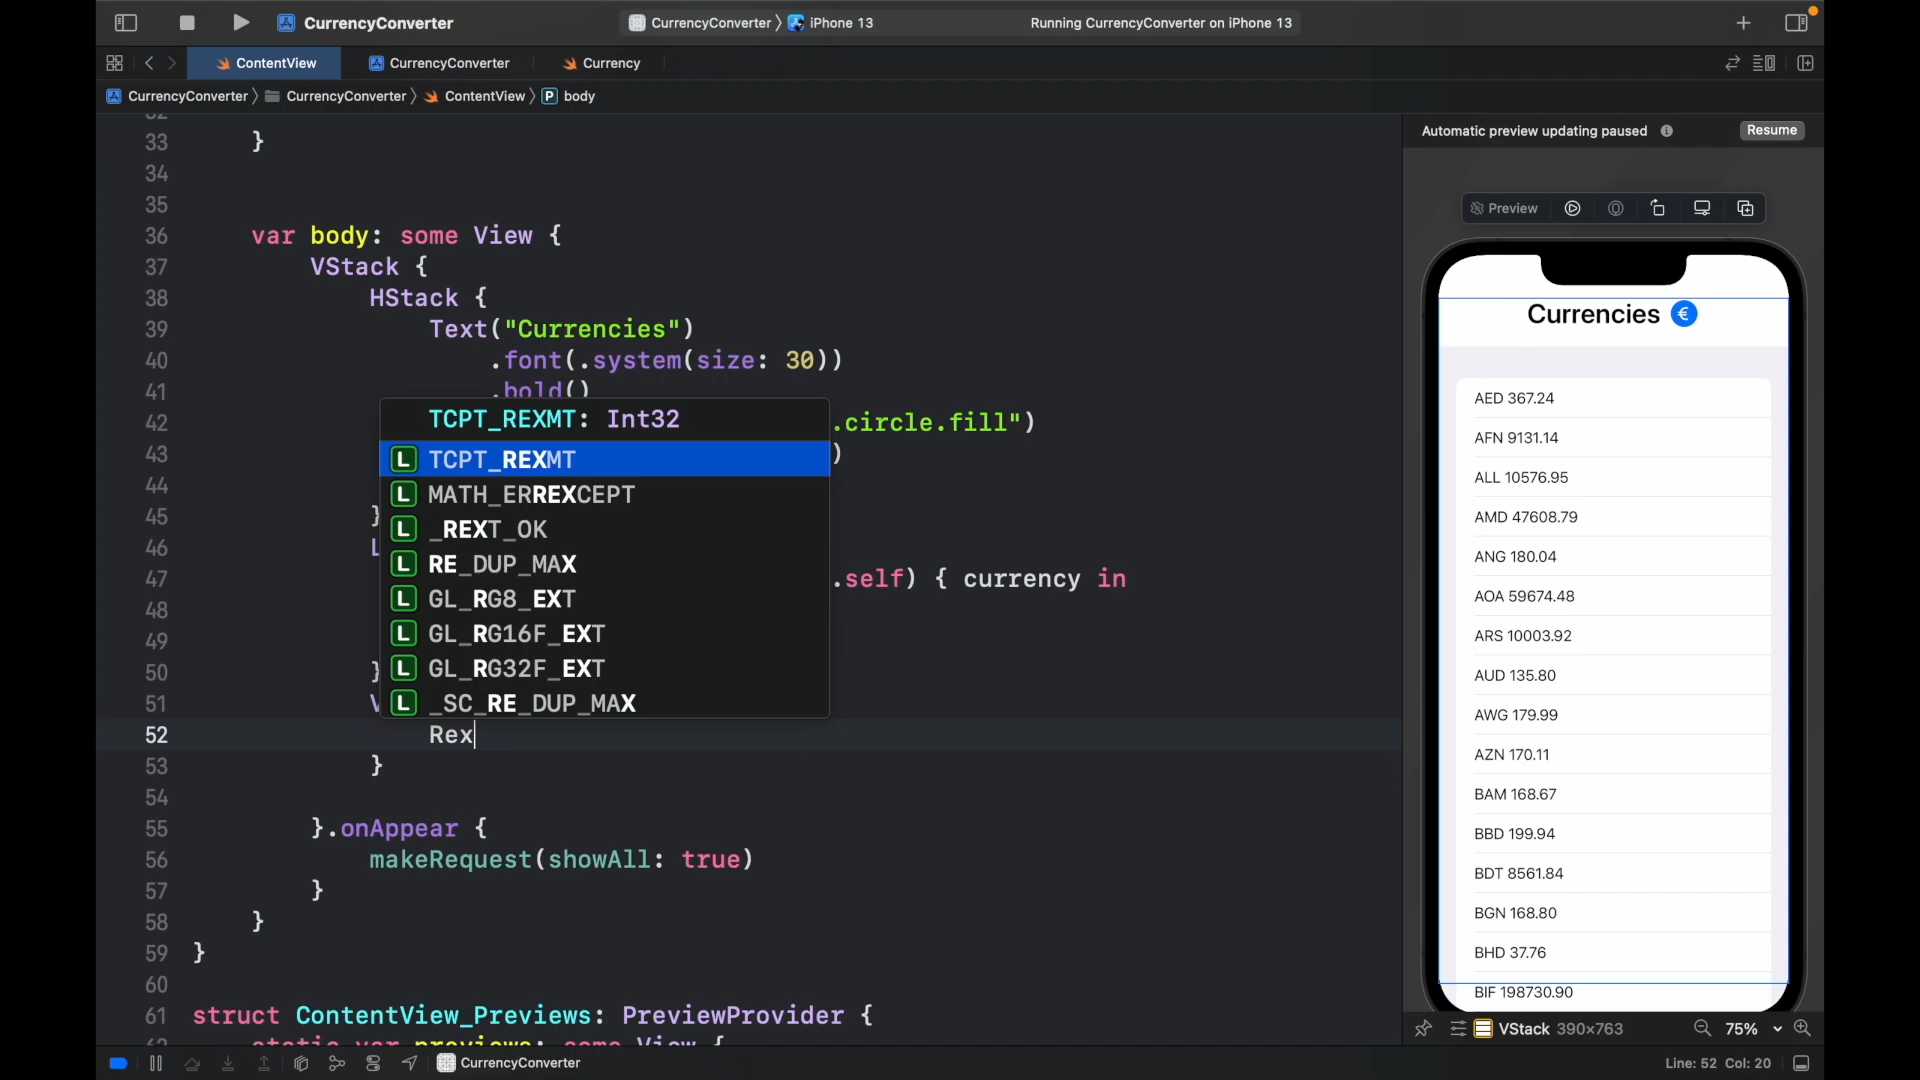 CurrencyConverter
CurrencyConverter 〉 iPhone 13
Running CurrencyConverter on iPhone 13
ContentView
CurrencyConverter
Currency
CurrencyConverter 〉 CurrencyConverter 〉 ContentView 〉 P body
33 }
34
35
36 var body: some View {
37 VStack {
38 HStack {
39 Text("Currencies")
40 .font(.system(size: 30))
41 .bold()
42 .circle.fill")
43 )
44
45 }
46 L
47 .self) { currency in
48
49
50 }
51 V
52 Rex
53 }
54
55 }.onAppear {
56 makeRequest(showAll: true)
57 }
58 }
59 }
60
61 struct ContentView_Previews: PreviewProvider {
static var previews: some View {
TCPT_REXMT: Int32
L TCPT_REXMT
L MATH_ERREXCEPT
L _REXT_OK
L RE_DUP_MAX
L GL_RG8_EXT
L GL_RG16F_EXT
L GL_RG32F_EXT
L _SC_RE_DUP_MAX
Automatic preview updating paused
Resume
Preview
Currencies €
AED 367.24
AFN 9131.14
ALL 10576.95
AMD 47608.79
ANG 180.04
AOA 59674.48
ARS 10003.92
AUD 135.80
AWG 179.99
AZN 170.11
BAM 168.67
BBD 199.94
BDT 8561.84
BGN 168.80
BHD 37.76
BIF 198730.90
VStack 390×763
75%
CurrencyConverter
Line: 52 Col: 20